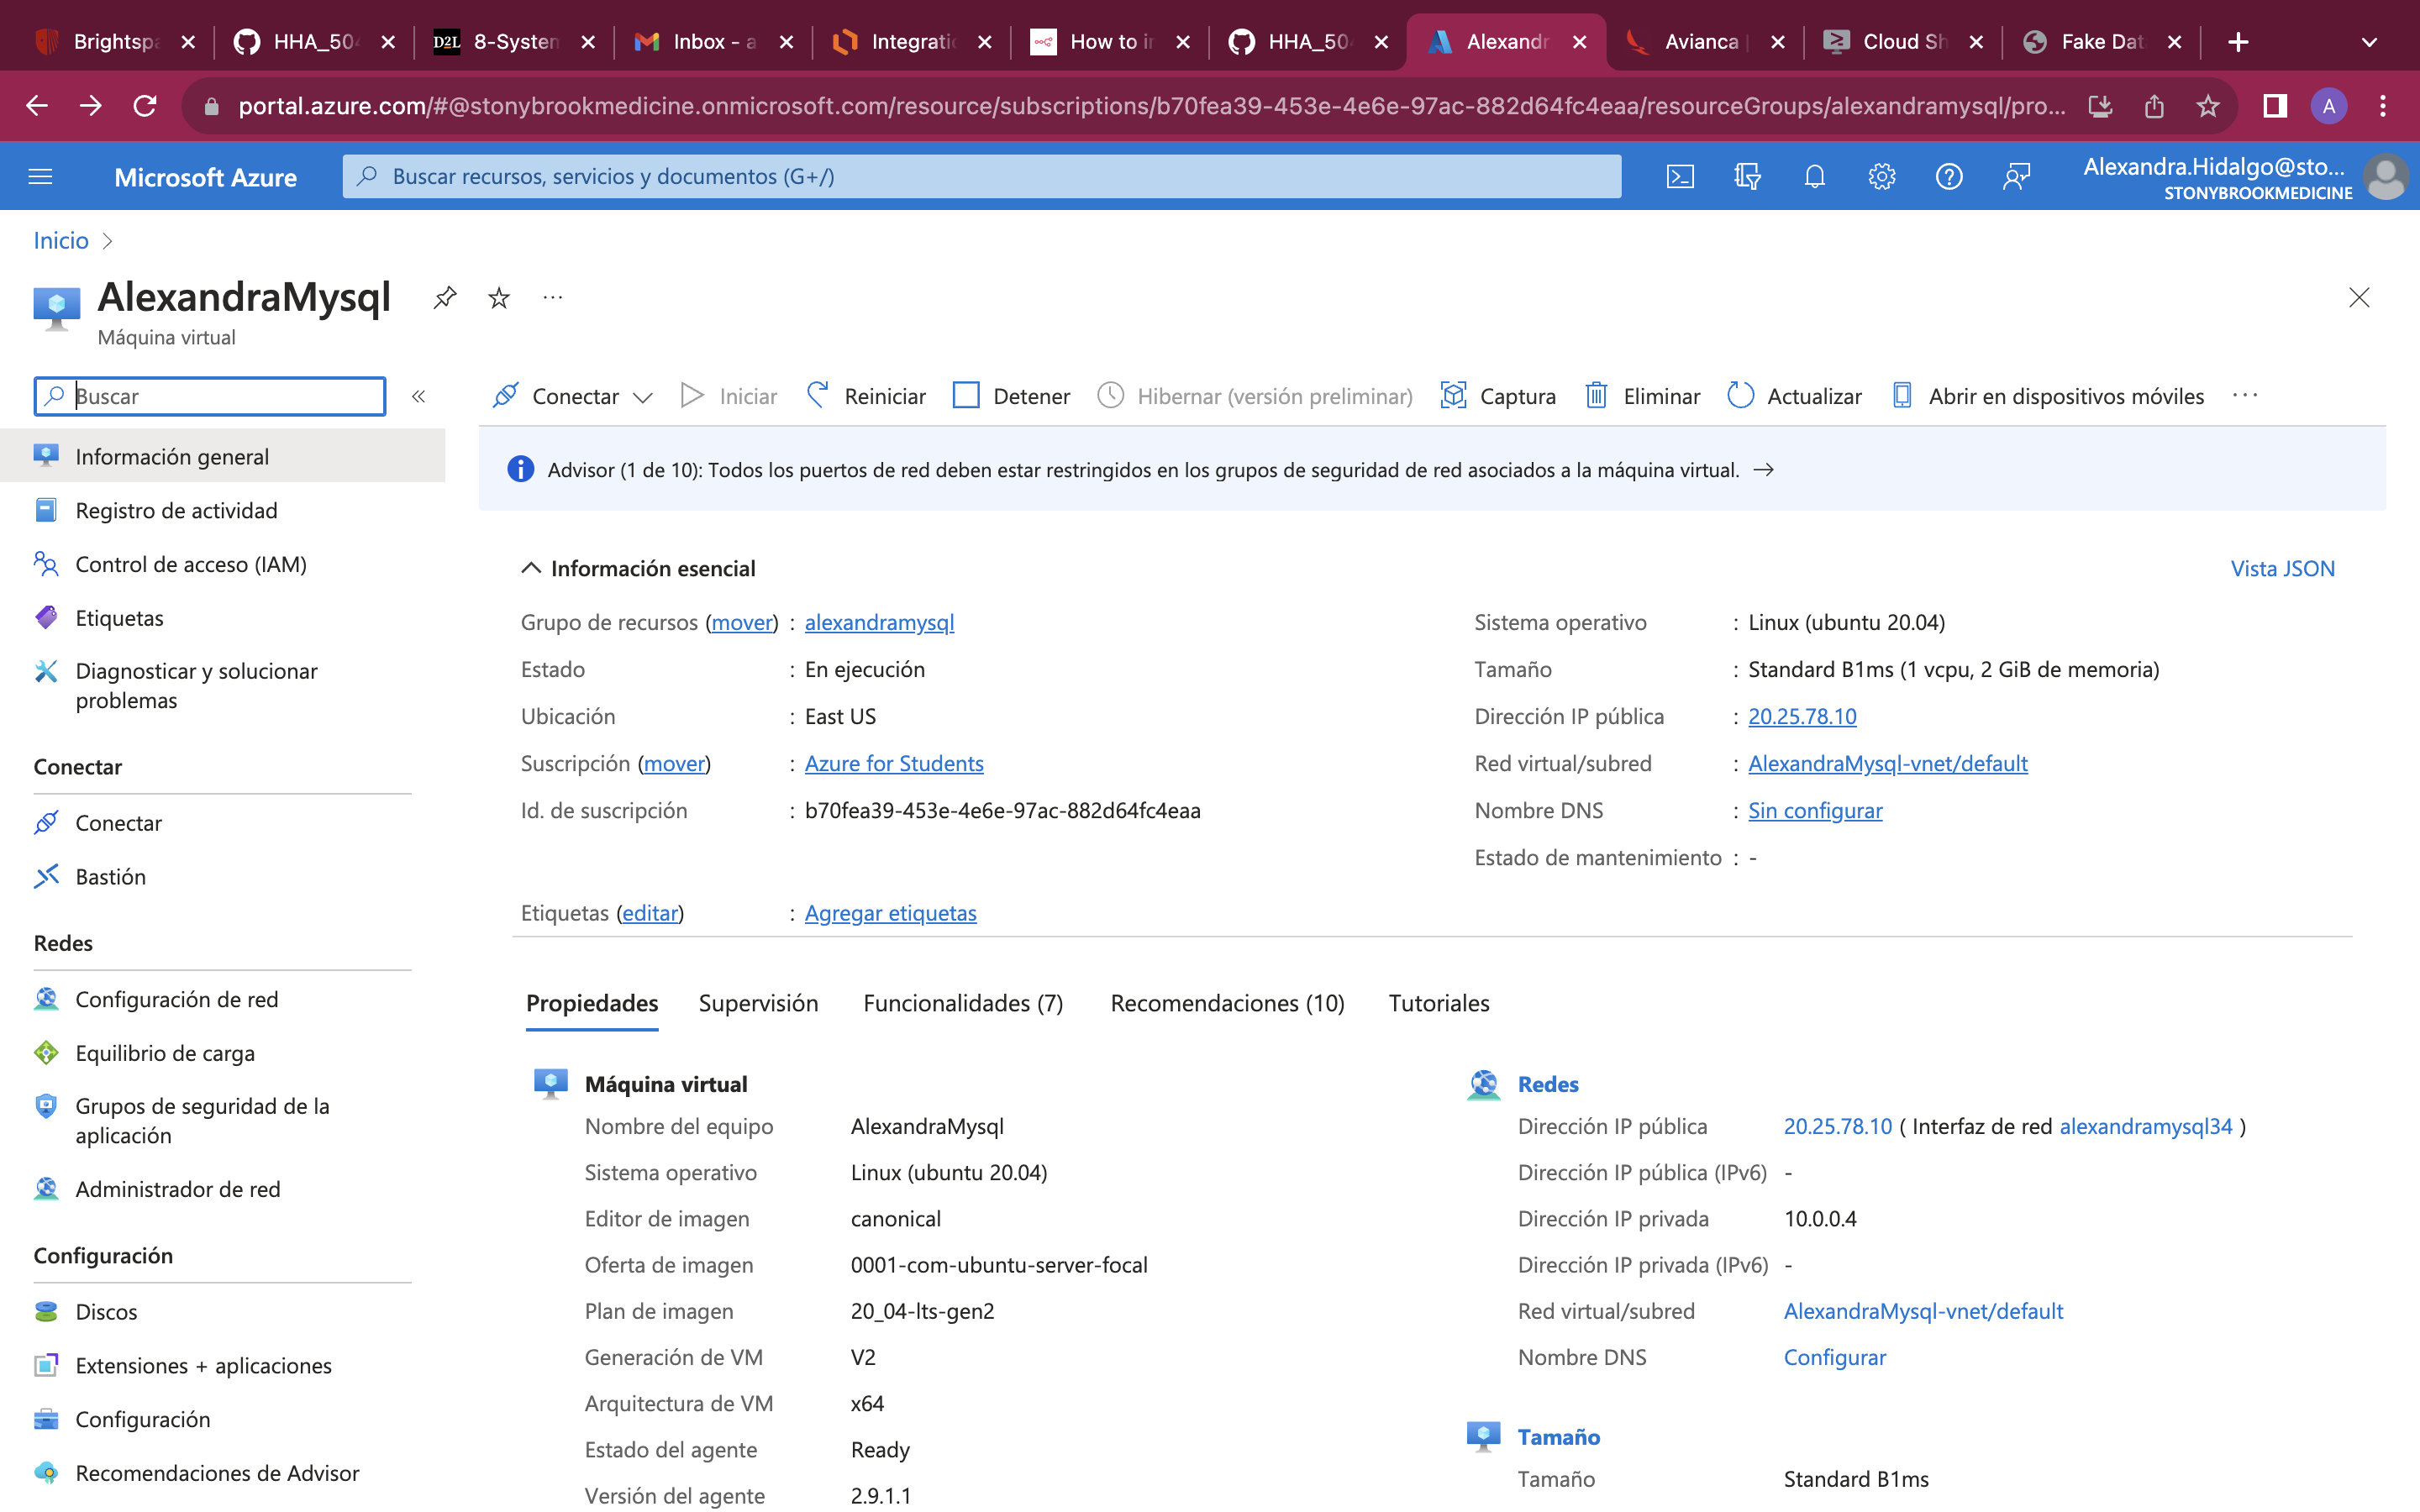 Brightspa
HHA_504
8-System
Inbox - a
Integratio
How to in
HHA_504
Alexandr
Avianca |
Cloud Sh
Fake Dat
portal.azure.com/#@stonybrookmedicine.onmicrosoft.com/resource/subscriptions/b70fea39-453e-4e6e-97ac-882d64fc4eaa/resourceGroups/alexandramysql/pro...
A
Microsoft Azure
Buscar recursos, servicios y documentos (G+/)
Alexandra.Hidalgo@sto...
STONYBROOKMEDICINE
Inicio
AlexandraMysql
Máquina virtual
Buscar
Conectar
Iniciar
Reiniciar
Detener
Hibernar (versión preliminar)
Captura
Eliminar
Actualizar
Abrir en dispositivos móviles
Advisor (1 de 10): Todos los puertos de red deben estar restringidos en los grupos de seguridad de red asociados a la máquina virtual.
Información general
Registro de actividad
Control de acceso (IAM)
Etiquetas
Diagnosticar y solucionar
problemas
Conectar
Conectar
Bastión
Redes
Configuración de red
Equilibrio de carga
Grupos de seguridad de la
aplicación
Administrador de red
Configuración
Discos
Extensiones + aplicaciones
Configuración
Recomendaciones de Advisor
Información esencial
Vista JSON
Grupo de recursos (mover) : alexandramysql
Estado : En ejecución
Ubicación : East US
Suscripción (mover) : Azure for Students
Id. de suscripción : b70fea39-453e-4e6e-97ac-882d64fc4eaa
Sistema operativo : Linux (ubuntu 20.04)
Tamaño : Standard B1ms (1 vcpu, 2 GiB de memoria)
Dirección IP pública : 20.25.78.10
Red virtual/subred : AlexandraMysql-vnet/default
Nombre DNS : Sin configurar
Estado de mantenimiento : -
Etiquetas (editar) : Agregar etiquetas
Propiedades
Supervisión
Funcionalidades (7)
Recomendaciones (10)
Tutoriales
Máquina virtual
Nombre del equipo AlexandraMysql
Sistema operativo Linux (ubuntu 20.04)
Editor de imagen canonical
Oferta de imagen 0001-com-ubuntu-server-focal
Plan de imagen 20_04-lts-gen2
Generación de VM V2
Arquitectura de VM x64
Estado del agente Ready
Versión del agente 2.9.1.1
Redes
Dirección IP pública 20.25.78.10 ( Interfaz de red alexandramysql34 )
Dirección IP pública (IPv6) -
Dirección IP privada 10.0.0.4
Dirección IP privada (IPv6) -
Red virtual/subred AlexandraMysql-vnet/default
Nombre DNS Configurar
Tamaño
Tamaño Standard B1ms